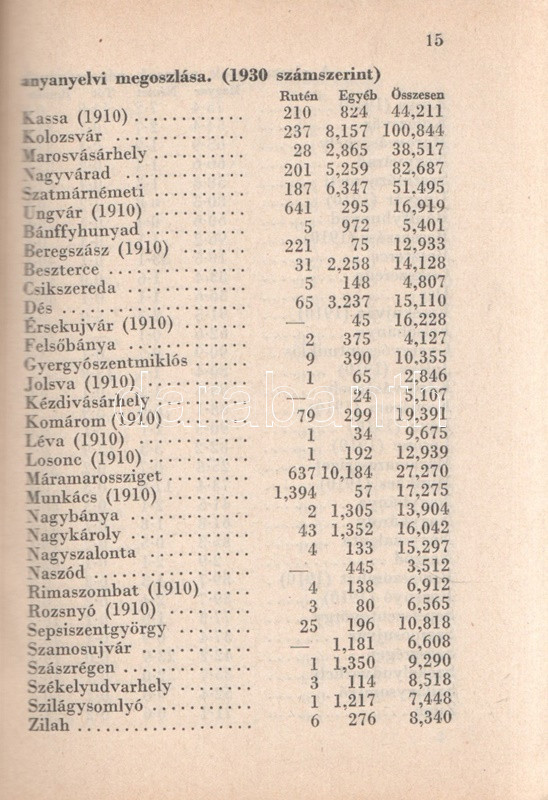 15
anyanyelvi megoszlása. (1930 számszerint)
Rutén Egyéb Összesen
Kassa (1910) ............ 210 824 44,211
Kolozsvár ............ 237 8,157 100,844
Marosvásárhely .......... 28 2,865 38,517
Nagyvárad ............ 201 5,259 82,687
Szatmárnémeti .......... 187 6,347 51,495
Ungvár (1910) .......... 641 295 16,919
Bánffyhunyad ........... 5 972 5,401
Beregszász (1910) ........ 221 75 12,933
Beszterce .............. 31 2,258 14,128
Csikszereda ............ 5 148 4,807
Dés .................. 65 3.237 15,110
Érsekujvár (1910) ........ — 45 16,228
Felsőbánya ............ 2 375 4,127
Gyergyószentmiklós ...... 9 390 10,355
Jolsva (1910) ........... 1 65 2,846
Kézdivásárhely .......... — 24 5,107
Komárom (1910) ......... 79 299 19,391
Léva (1910) ........... 1 34 9,675
Losonc (1910) .......... 1 192 12,939
Máramarossziget ......... 637 10,184 27,270
Munkács (1910) ......... 1,394 57 17,275
Nagybánya ............ 2 1,305 13,904
Nagykároly ............ 43 1,352 16,042
Nagyszalonta .......... 4 133 15,297
Naszód ............... — 445 3,512
Rimaszombat (1910) ..... 4 138 6,912
Rozsnyó (1910) ......... 3 80 6,565
Sepsiszentgyörgy ........ 25 196 10,818
Szamosujvár ........... — 1,181 6,608
Szászrégen ............. 1 1,350 9,290
Székelyudvarhely ........ 3 114 8,518
Szilágysomlyó .......... 1 1,217 7,448
Zilah ................. 6 276 8,340
darabanth